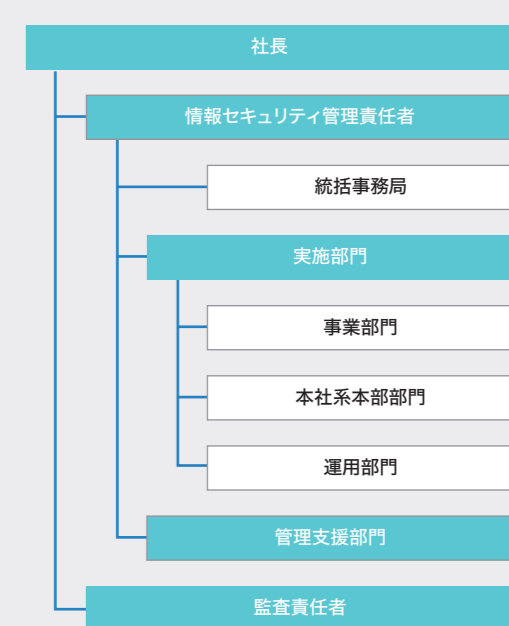 社長
情報セキュリティ管理責任者
統括事務局
実施部門
事業部門
本社系本部部門
運用部門
管理支援部門
監査責任者